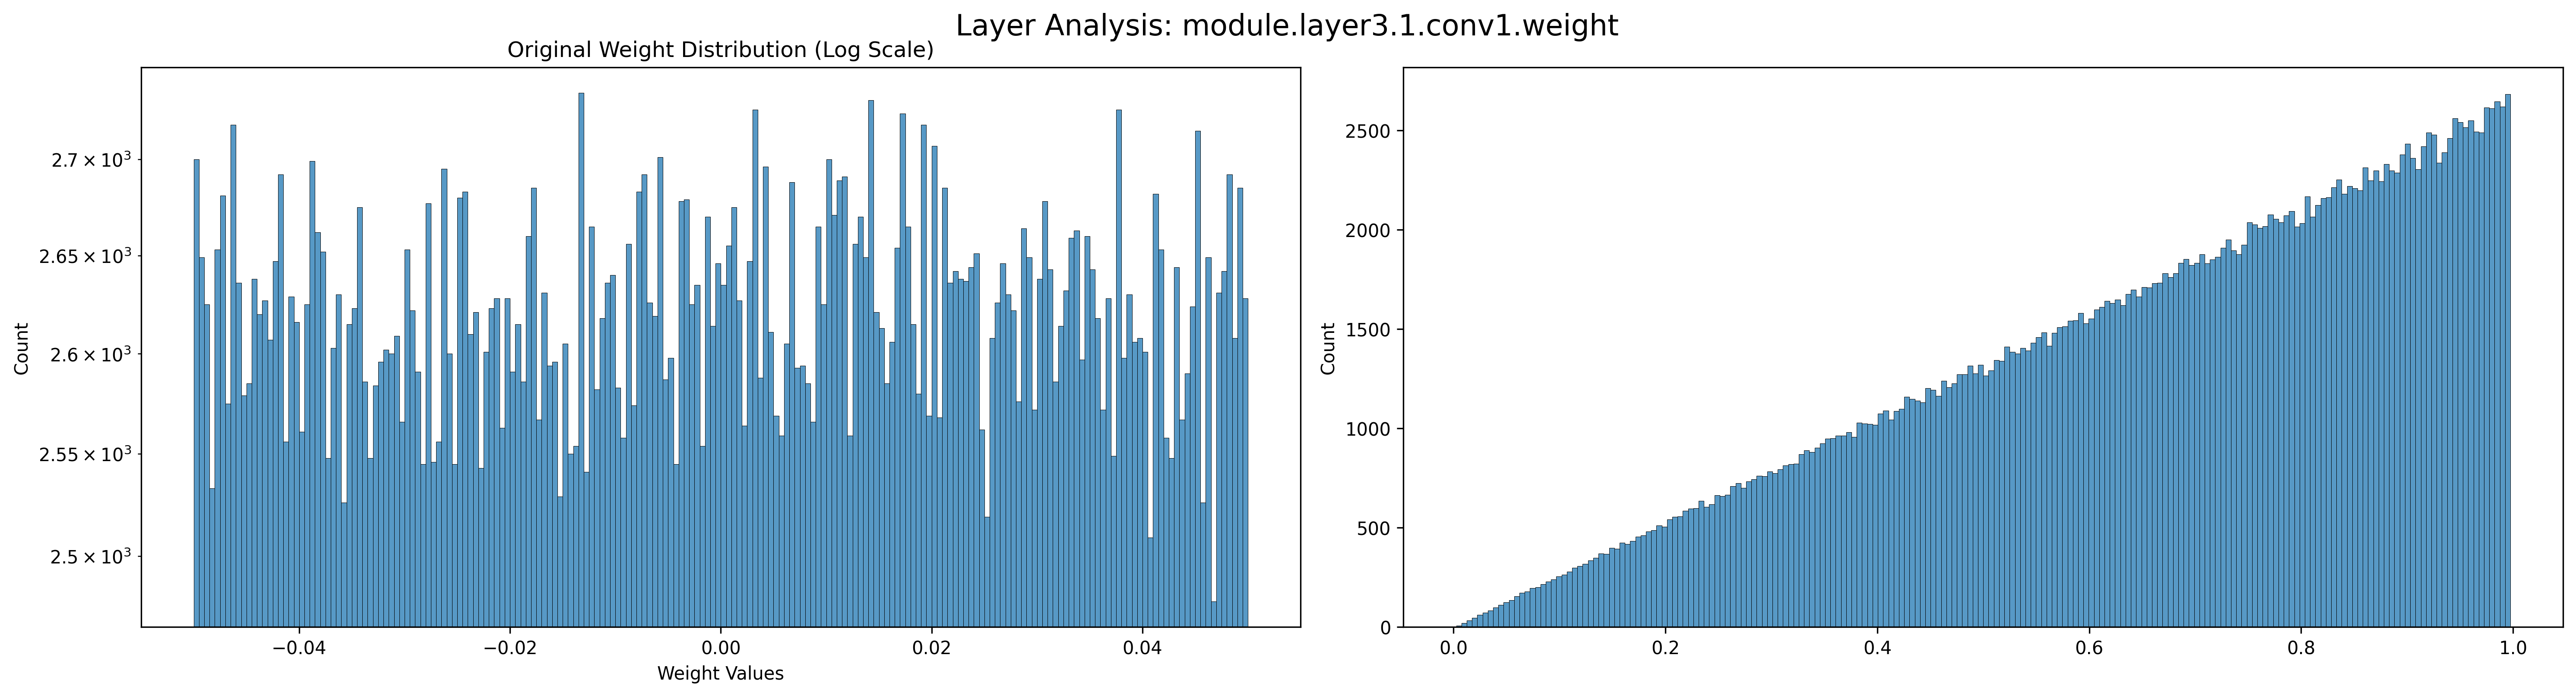 Layer Analysis: module.layer3.1.conv1.weight
Original Weight Distribution (Log Scale)
Count
2.7 × 10³
2.65 × 10³
2.6 × 10³
2.55 × 10³
2.5 × 10³
−0.04
−0.02
0.00
0.02
0.04
Weight Values
Count
2500
2000
1500
1000
500
0
0.0
0.2
0.4
0.6
0.8
1.0